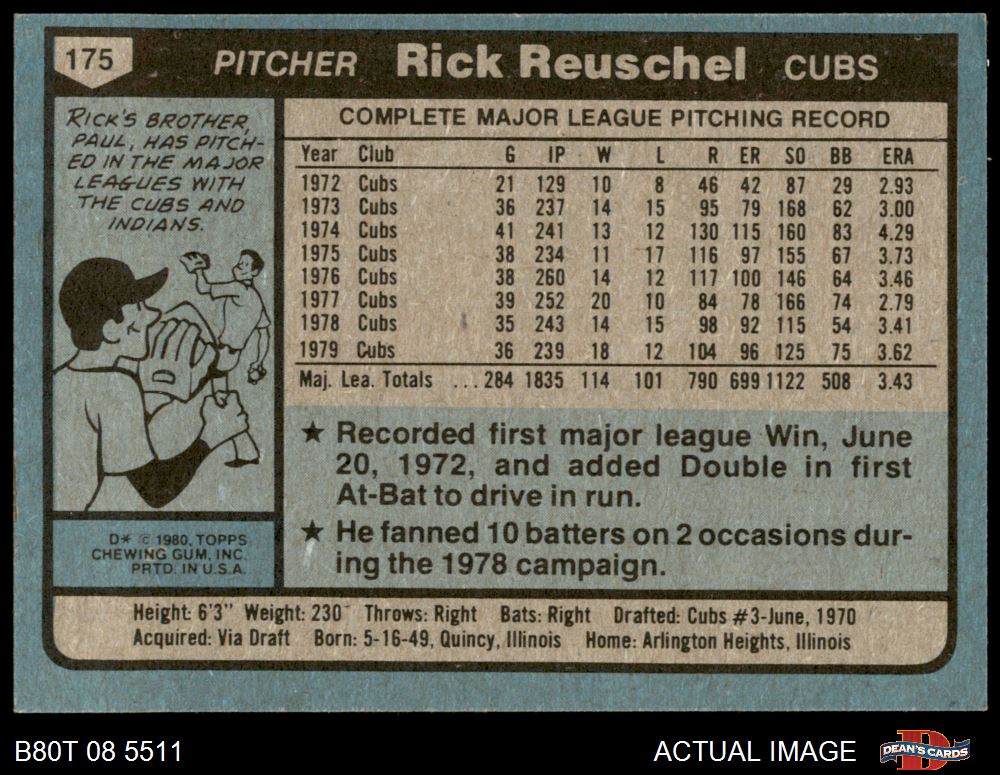 175 PITCHER Rick Reuschel CUBS
RICK'S BROTHER,
PAUL, HAS PITCH-
ED IN THE MAJOR
LEAGUES WITH
THE CUBS AND
INDIANS.
D* © 1980, TOPPS
CHEWING GUM, INC.
PRTD. IN U.S.A.
COMPLETE MAJOR LEAGUE PITCHING RECORD
Year Club G IP W L R ER SO BB ERA
1972 Cubs 21 129 10 8 46 42 87 29 2.93
1973 Cubs 36 237 14 15 95 79 168 62 3.00
1974 Cubs 41 241 13 12 130 115 160 83 4.29
1975 Cubs 38 234 11 17 116 97 155 67 3.73
1976 Cubs 38 260 14 12 117 100 146 64 3.46
1977 Cubs 39 252 20 10 84 78 166 74 2.79
1978 Cubs 35 243 14 15 98 92 115 54 3.41
1979 Cubs 36 239 18 12 104 96 125 75 3.62
Maj. Lea. Totals ...284 1835 114 101 790 699 1122 508 3.43
★ Recorded first major league Win, June
20, 1972, and added Double in first
At-Bat to drive in run.
★ He fanned 10 batters on 2 occasions dur-
ing the 1978 campaign.
Height: 6'3" Weight: 230 Throws: Right Bats: Right Drafted: Cubs #3-June, 1970
Acquired: Via Draft Born: 5-16-49, Quincy, Illinois Home: Arlington Heights, Illinois
B80T 08 5511 ACTUAL IMAGE DEAN'S CARDS